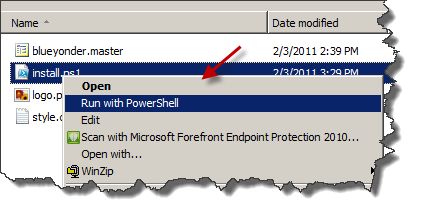 Name Date modified
blueyonder.master 2/3/2011 2:39 PM
install.ps1 2/3/2011 3:29 PM
logo.p
style.c
Open
Run with PowerShell
Edit
Scan with Microsoft Forefront Endpoint Protection 2010...
Open with...
WinZip